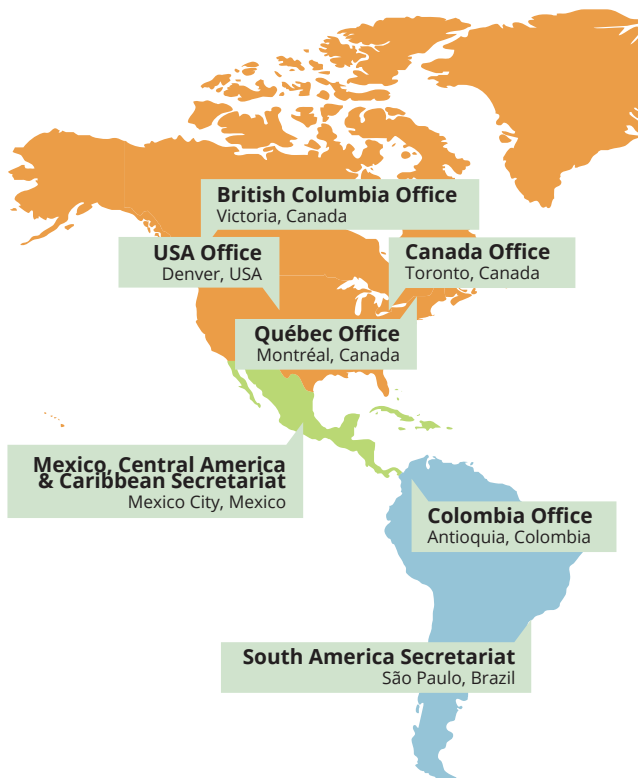 British Columbia Office
Victoria, Canada
USA Office
Denver, USA
Canada Office
Toronto, Canada
Québec Office
Montréal, Canada
Mexico, Central America
& Caribbean Secretariat
Mexico City, Mexico
Colombia Office
Antioquia, Colombia
South America Secretariat
São Paulo, Brazil